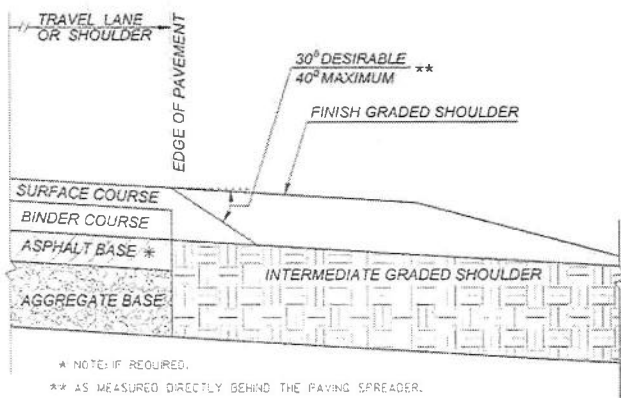 TRAVEL LANE
OR SHOULDER
EDGE OF PAVEMENT
30° DESIRABLE
40° MAXIMUM
**
FINISH GRADED SHOULDER
SURFACE COURSE
BINDER COURSE
ASPHALT BASE *
AGGREGATE BASE
INTERMEDIATE GRADED SHOULDER
* NOTE: IF REQUIRED.
** AS MEASURED DIRECTLY BEHIND THE PAVING SPREADER.